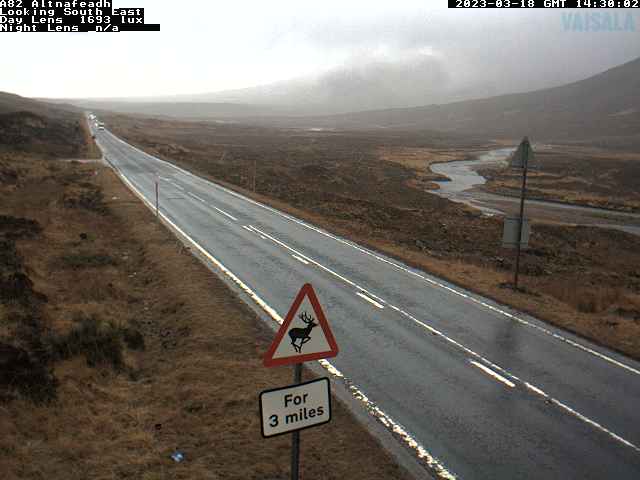 A82 Altnafeadh
2023-03-18 GMT 14:30:02
Looking South East
Day Lens 1693 lux
Night Lens n/a
VAISALA
For
3 miles